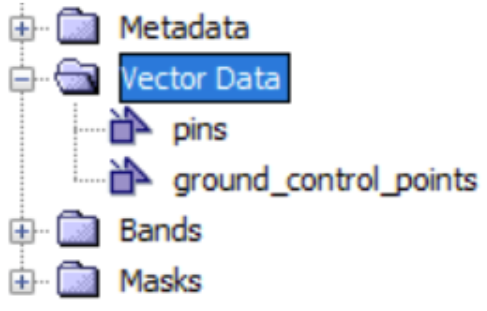 Metadata
Vector Data
pins
ground_control_points
Bands
Masks